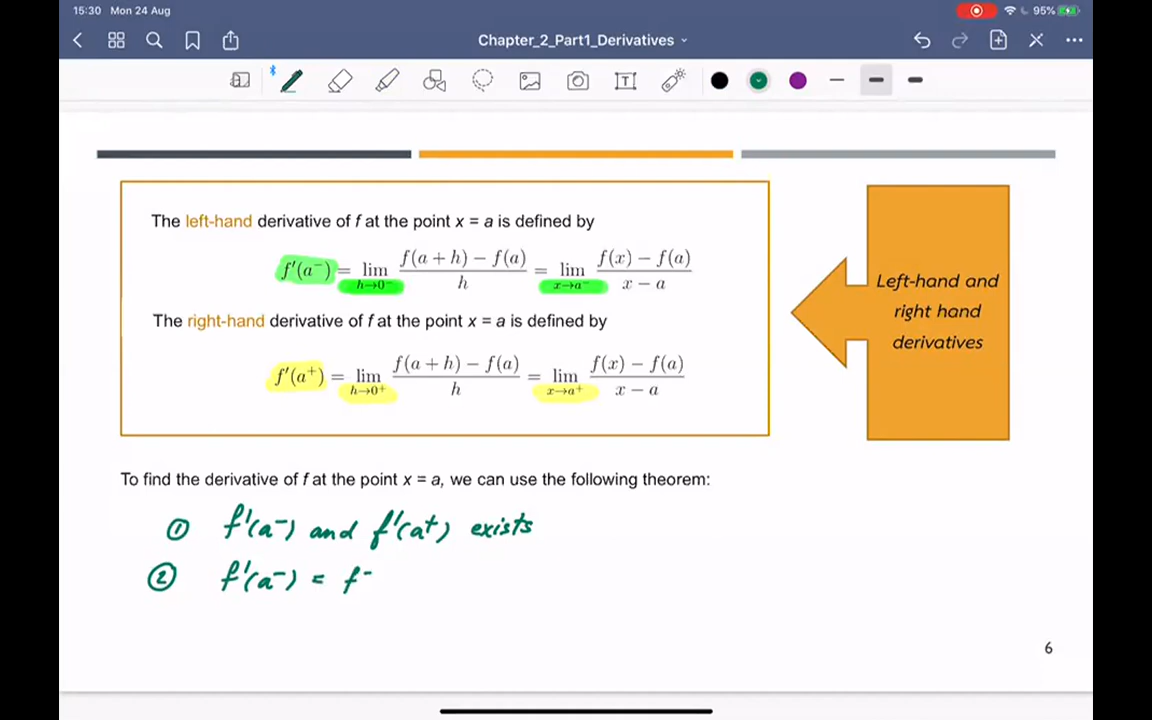 15:30 Mon 24 Aug
95%
Chapter_2_Part1_Derivatives
T
The left-hand derivative of f at the point x = a is defined by
f′(a⁻) = lim_{h→0⁻} (f(a + h) − f(a))/h = lim_{x→a⁻} (f(x) − f(a))/(x − a)
The right-hand derivative of f at the point x = a is defined by
f′(a⁺) = lim_{h→0⁺} (f(a + h) − f(a))/h = lim_{x→a⁺} (f(x) − f(a))/(x − a)
Left-hand and
right hand
derivatives
To find the derivative of f at the point x = a, we can use the following theorem:
① f'(a⁻) and f'(a⁺) exists
② f'(a⁻) = f
6